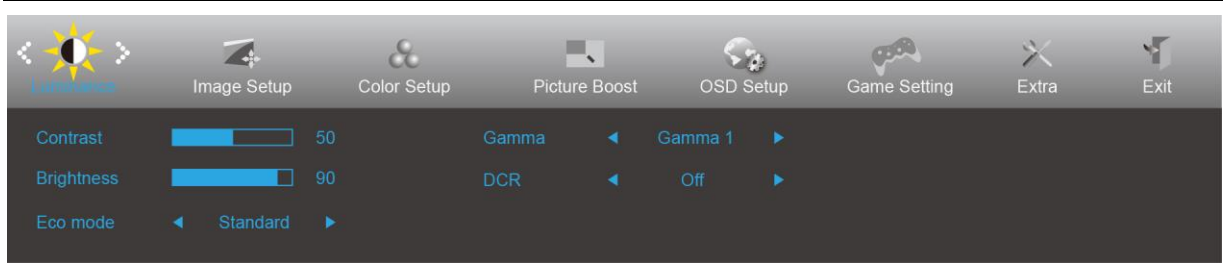 Luminance Image Setup Color Setup Picture Boost OSD Setup Game Setting Extra Exit
Contrast 50 Gamma Gamma 1
Brightness 90 DCR Off
Eco mode Standard